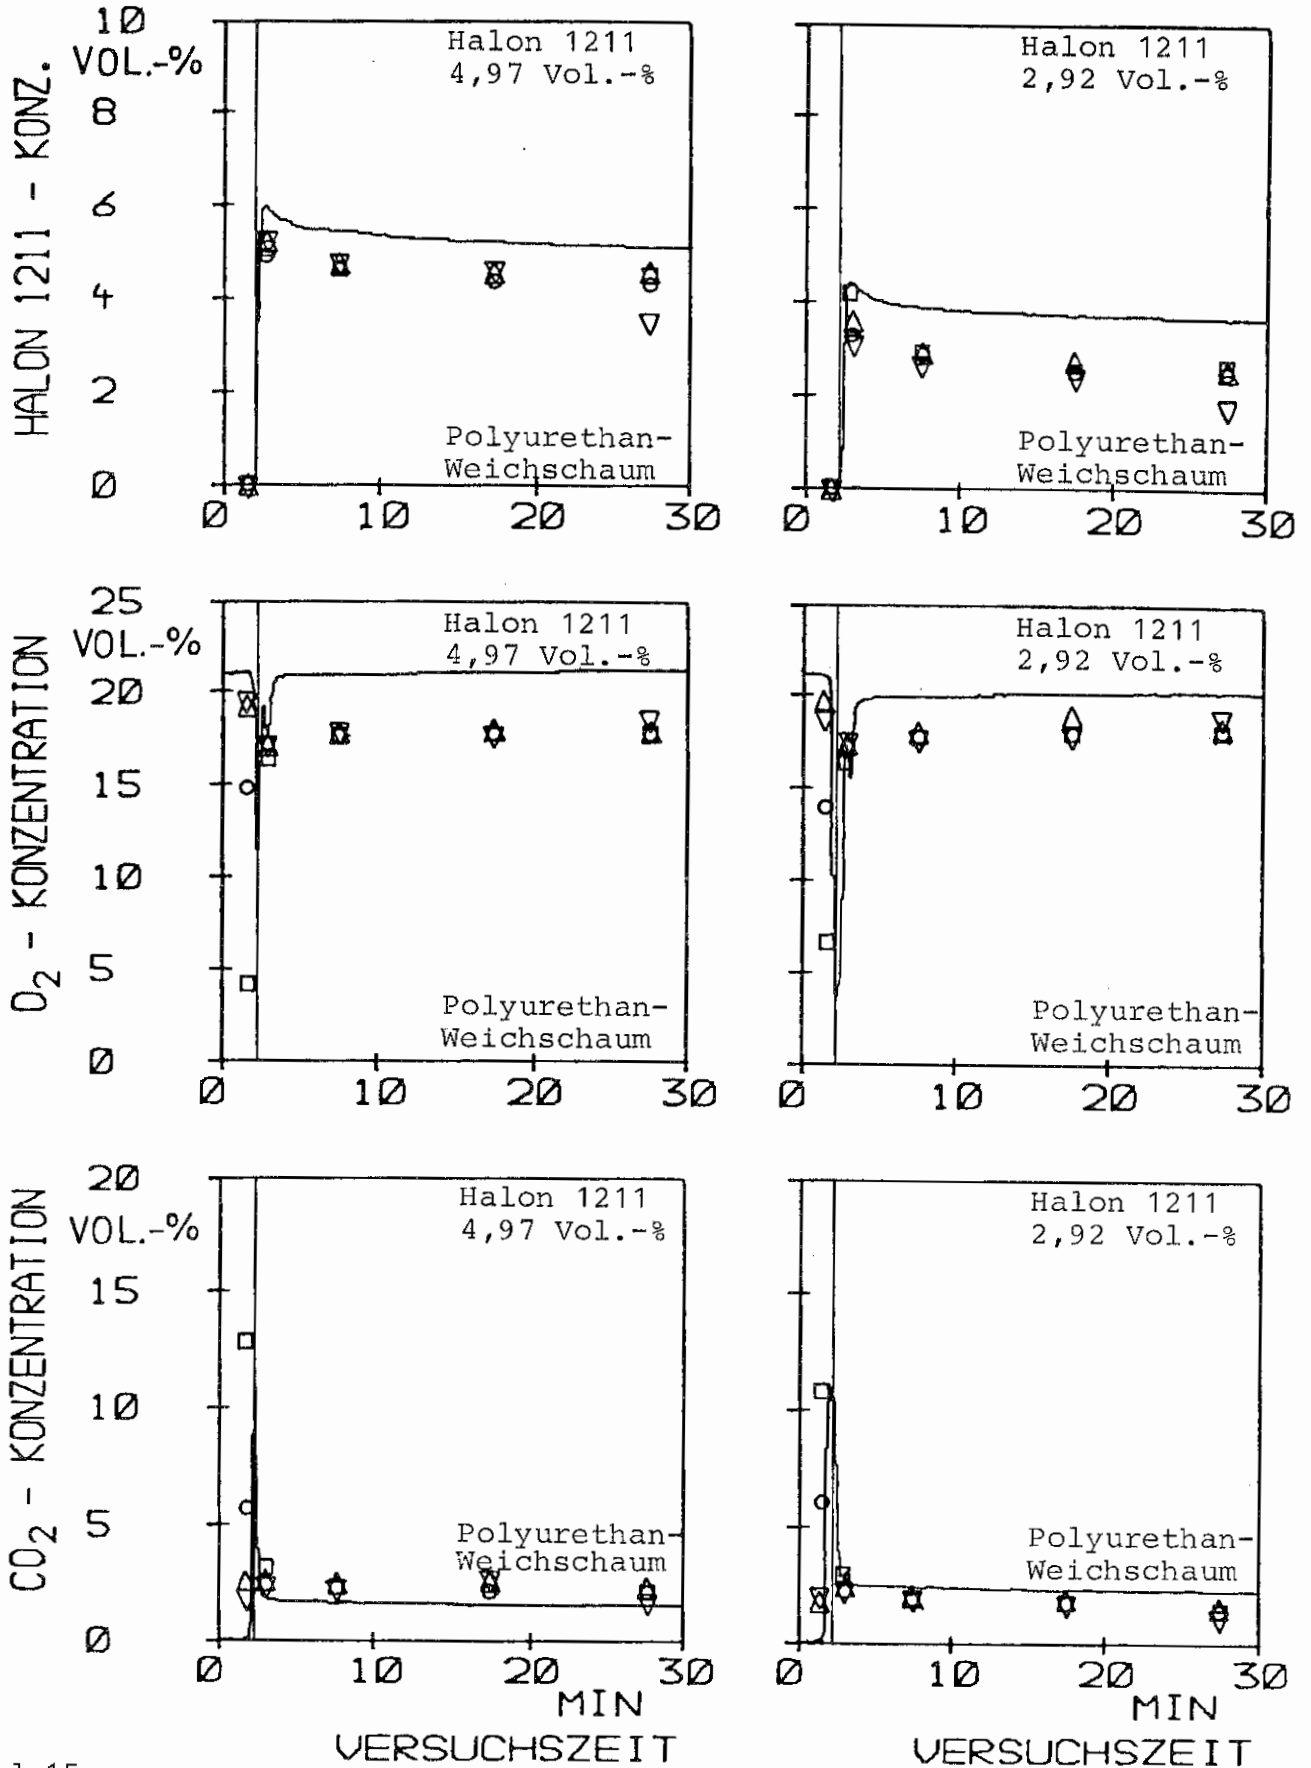 10
VOL.-%
8
6
4
2
0
HALON 1211 - KONZ.
Halon 1211
4,97 Vol.-%
Polyurethan-
Weichschaum
0 10 20 30
Halon 1211
2,92 Vol.-%
Polyurethan-
Weichschaum
0 10 20 30
25
VOL.-%
20
15
10
5
0
O2 - KONZENTRATION
Halon 1211
4,97 Vol.-%
Polyurethan-
Weichschaum
0 10 20 30
Halon 1211
2,92 Vol.-%
Polyurethan-
Weichschaum
0 10 20 30
20
VOL.-%
15
10
5
0
CO2 - KONZENTRATION
Halon 1211
4,97 Vol.-%
Polyurethan-
Weichschaum
0 10 20 30
MIN
VERSUCHSZEIT
Halon 1211
2,92 Vol.-%
Polyurethan-
Weichschaum
0 10 20 30
MIN
VERSUCHSZEIT